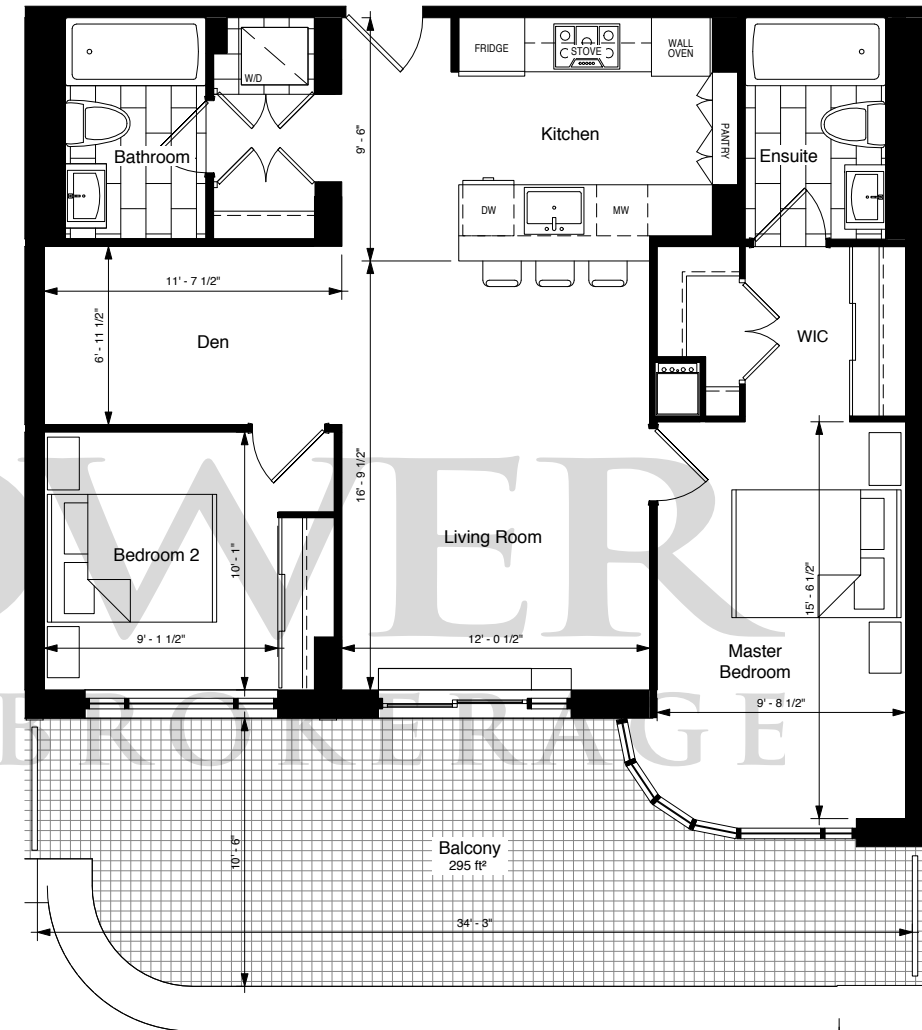 FRIDGE
STOVE
WALL
OVEN
W/D
9' - 6"
Kitchen
PANTRY
Bathroom
Ensuite
DW
MW
11' - 7 1/2"
6' - 11 1/2"
Den
WIC
16' - 9 1/2"
OWER
Living Room
Bedroom 2
10' - 1"
15' - 6 1/2"
9' - 1 1/2"
12' - 0 1/2"
Master
Bedroom
9' - 8 1/2"
BROKERAGE
10' - 6"
Balcony
295 ft²
34' - 3"